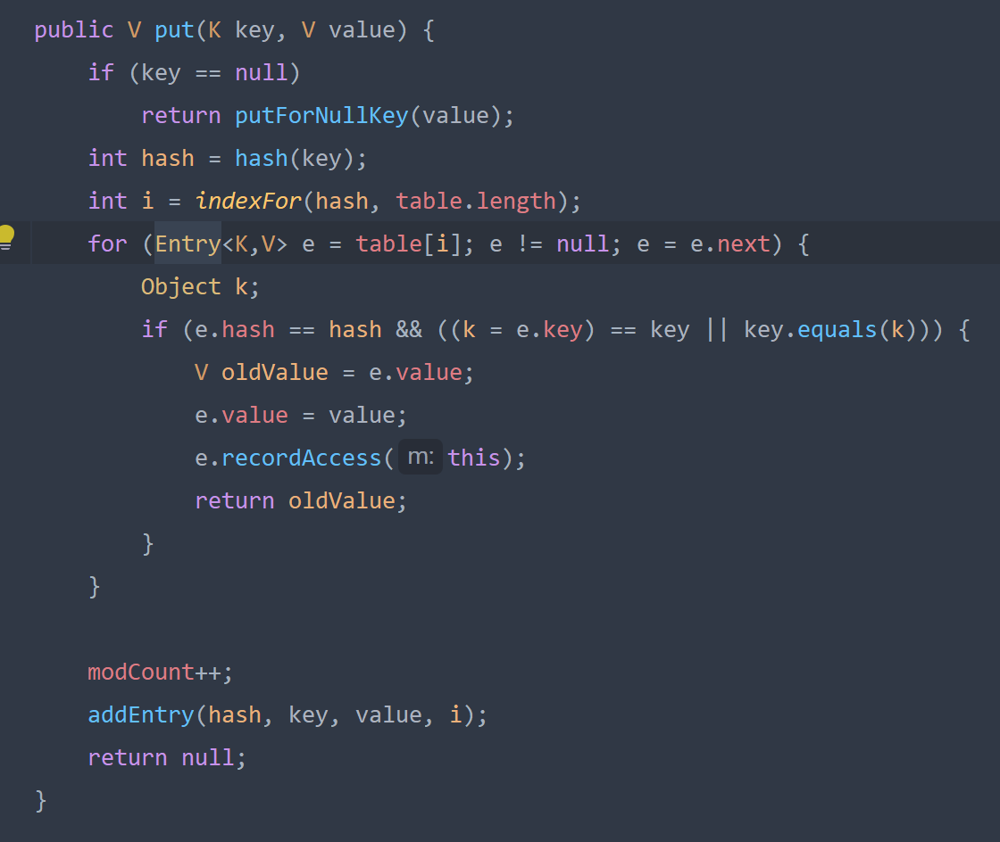 public V put(K key, V value) {
    if (key == null)
        return putForNullKey(value);
    int hash = hash(key);
    int i = indexFor(hash, table.length);
    for (Entry<K,V> e = table[i]; e != null; e = e.next) {
        Object k;
        if (e.hash == hash && ((k = e.key) == key || key.equals(k))) {
            V oldValue = e.value;
            e.value = value;
            e.recordAccess( m: this);
            return oldValue;
        }
    }

    modCount++;
    addEntry(hash, key, value, i);
    return null;
}